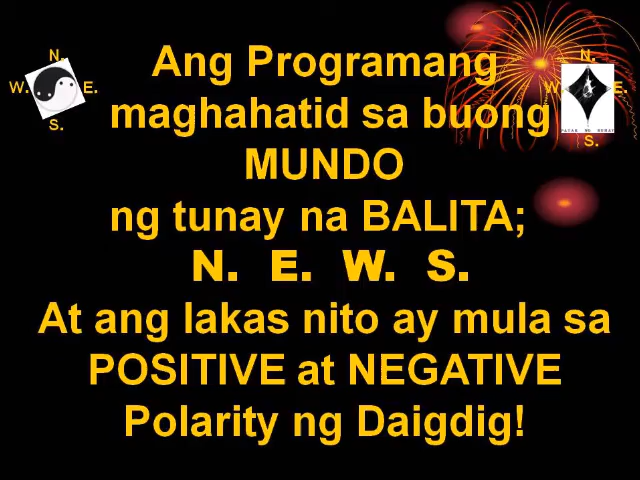 N.
W. E.
S.
N.
W. E.
S.
Ang Programang
maghahatid sa buong
MUNDO
ng tunay na BALITA;
N. E. W. S.
At ang lakas nito ay mula sa
POSITIVE at NEGATIVE
Polarity ng Daigdig!